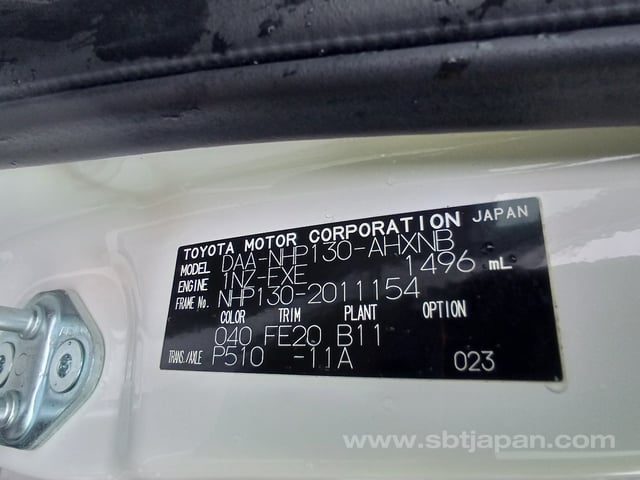 TOYOTA MOTOR CORPORATION JAPAN
MODEL DAA-NHP130-AHXNB
ENGINE 1NZ-EXE 1496 mL
FRAME No. NHP130-2011154
COLOR TRIM PLANT OPTION
040 FE20 B11
TRANS./AXLE P510 -11A 023
www.sbtjapan.com